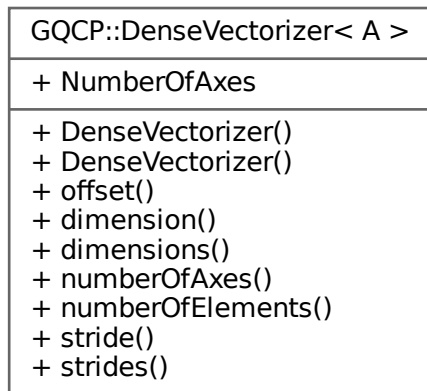 GQCP::DenseVectorizer< A >
+ NumberOfAxes
+ DenseVectorizer()
+ DenseVectorizer()
+ offset()
+ dimension()
+ dimensions()
+ numberOfAxes()
+ numberOfElements()
+ stride()
+ strides()